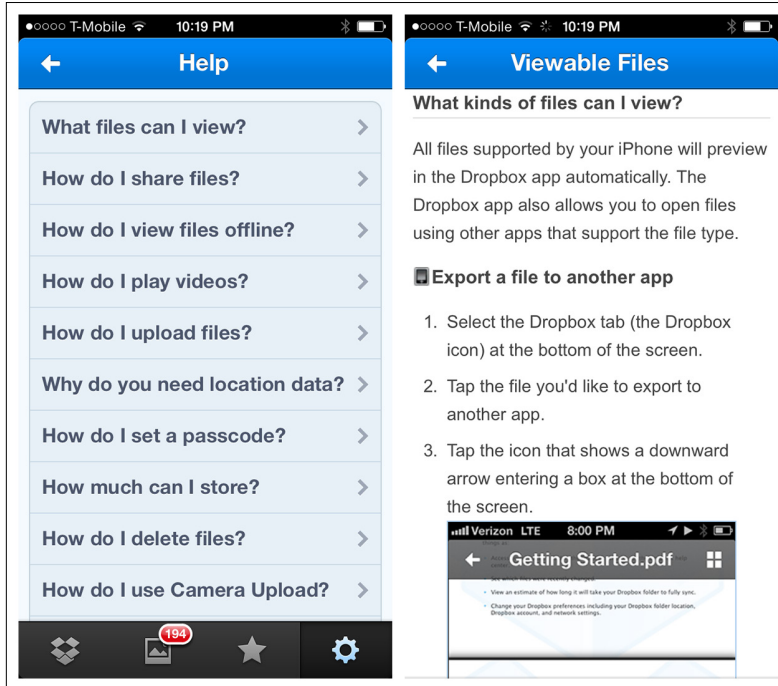 T-Mobile 10:19 PM
Help
What files can I view?
How do I share files?
How do I view files offline?
How do I play videos?
How do I upload files?
Why do you need location data?
How do I set a passcode?
How much can I store?
How do I delete files?
How do I use Camera Upload?
194
T-Mobile 10:19 PM
Viewable Files
What kinds of files can I view?
All files supported by your iPhone will preview
in the Dropbox app automatically. The
Dropbox app also allows you to open files
using other apps that support the file type.
Export a file to another app
1. Select the Dropbox tab (the Dropbox
icon) at the bottom of the screen.
2. Tap the file you'd like to export to
another app.
3. Tap the icon that shows a downward
arrow entering a box at the bottom of
the screen.
Verizon LTE 8:00 PM
Getting Started.pdf
• See which files were recently changed.
• View an estimate of how long it will take your Dropbox folder to fully sync.
• Change your Dropbox preferences including your Dropbox folder location,
Dropbox account, and network settings.